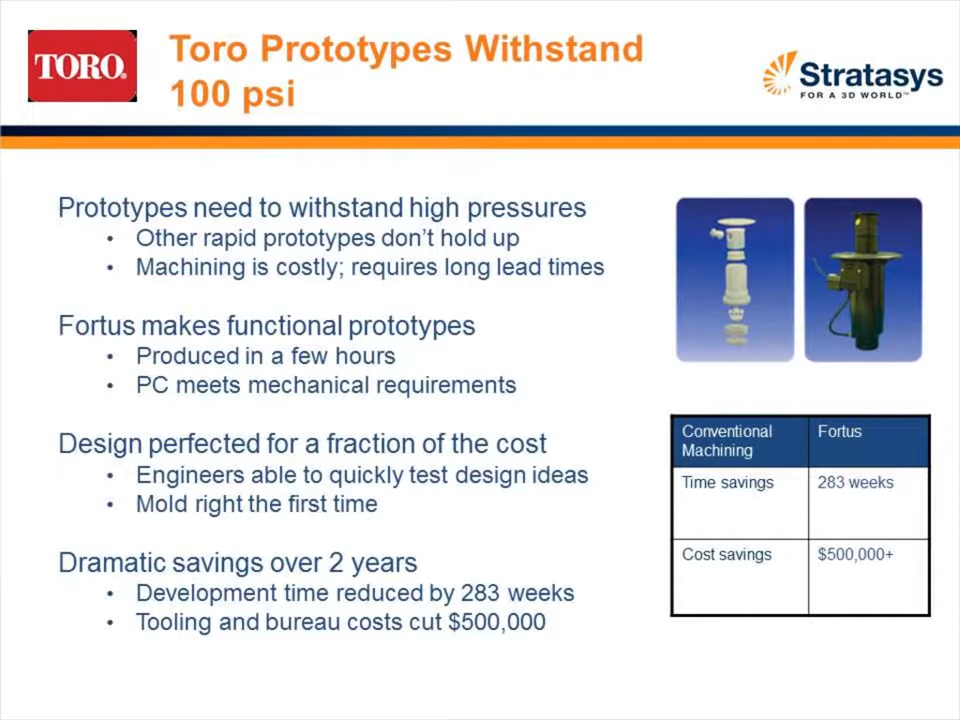 TORO®
Toro Prototypes Withstand
100 psi
Stratasys
FOR A 3D WORLD™
Prototypes need to withstand high pressures
• Other rapid prototypes don’t hold up
• Machining is costly; requires long lead times
Fortus makes functional prototypes
• Produced in a few hours
• PC meets mechanical requirements
Design perfected for a fraction of the cost
• Engineers able to quickly test design ideas
• Mold right the first time
Dramatic savings over 2 years
• Development time reduced by 283 weeks
• Tooling and bureau costs cut $500,000
Conventional
Machining
Fortus
Time savings
283 weeks
Cost savings
$500,000+